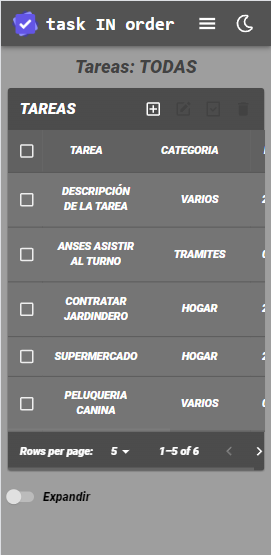 task IN order
Tareas: TODAS
TAREAS
TAREA CATEGORIA
DESCRIPCIÓN
DE LA TAREA
VARIOS
ANSES ASISTIR
AL TURNO
TRAMITES
CONTRATAR
JARDINDERO
HOGAR
SUPERMERCADO HOGAR
PELUQUERIA
CANINA
VARIOS
Rows per page: 5 1–5 of 6
Expandir